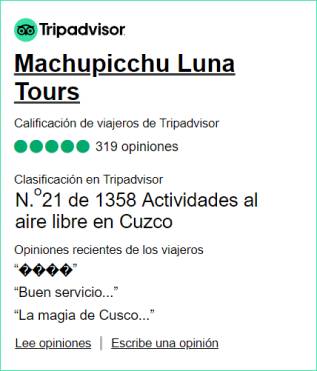 Tripadvisor
Machupicchu Luna
Tours
Calificación de viajeros de Tripadvisor
319 opiniones
Clasificación en Tripadvisor
N.º21 de 1358 Actividades al
aire libre en Cuzco
Opiniones recientes de los viajeros
“����”
“Buen servicio...”
“La magia de Cusco...”
Lee opiniones | Escribe una opinión